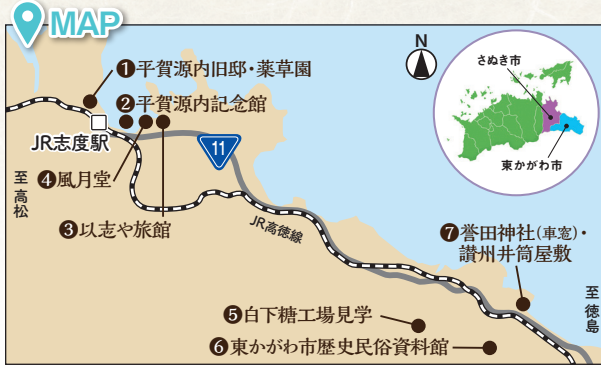 MAP
❶平賀源内旧邸・薬草園
❷平賀源内記念館
JR志度駅
至高松
❹風月堂
❸以志や旅館
11
JR高徳線
N
さぬき市
東かがわ市
❼誉田神社(車窓)・
讃州井筒屋敷
至徳島
❺白下糖工場見学
❻東かがわ市歴史民俗資料館